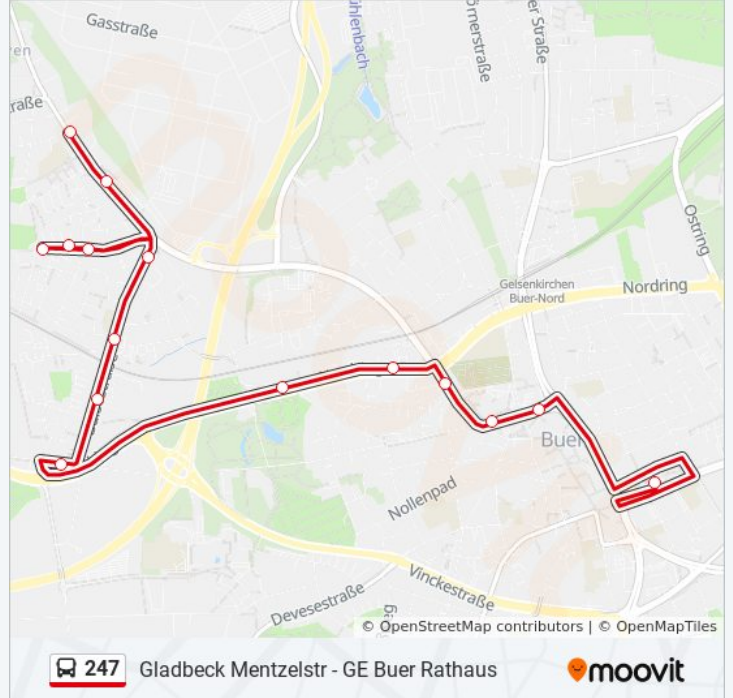 Gasstraße
ühlenbach
örnerstraße
er Straße
raße
Ostring
Gelsenkirchen
Buer-Nord
Nordring
Buer
Nollenpad
Vinckestraße
Devesestraße
© OpenStreetMap contributors | © OpenMapTiles
247 Gladbeck Mentzelstr - GE Buer Rathaus
moovit